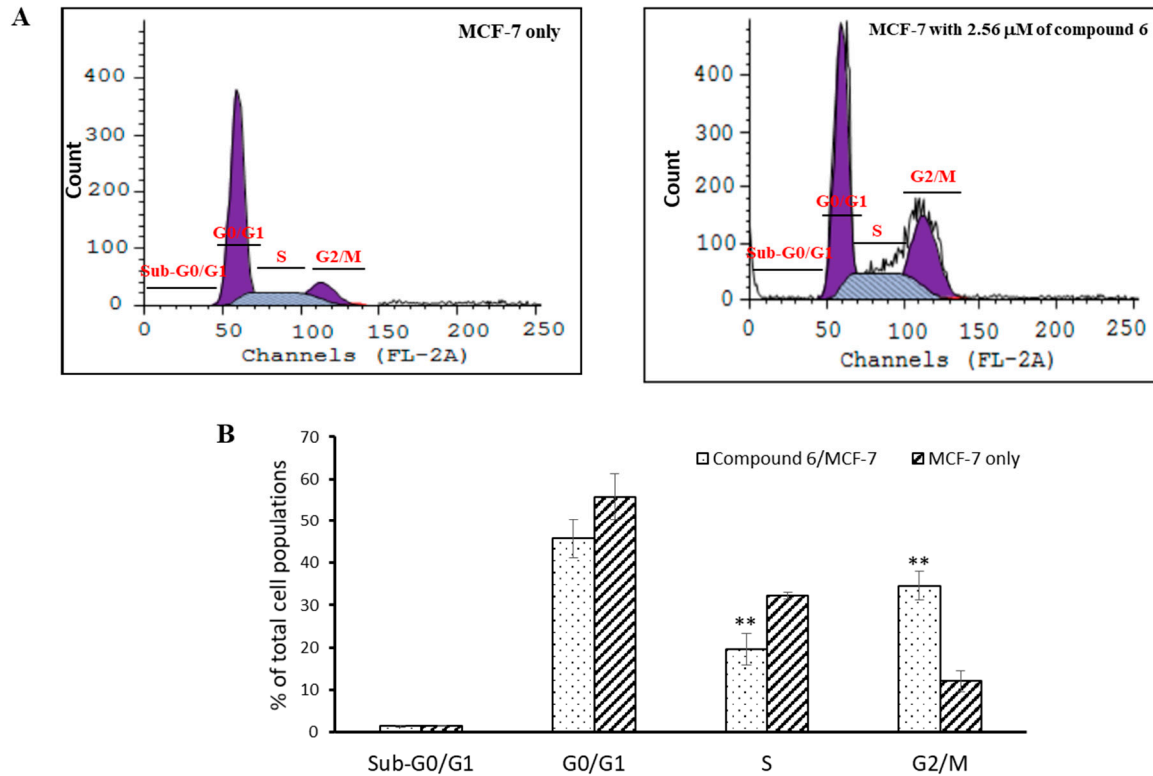 A
MCF-7 only
400
300
200
100
0
Count
G0/G1
Sub-G0/G1
S
G2/M
0 50 100 150 200 250
Channels (FL-2A)
MCF-7 with 2.56 µM of compound 6
400
300
200
100
0
Count
G2/M
G0/G1
S
Sub-G0/G1
0 50 100 150 200 250
Channels (FL-2A)
B
70
60
50
40
30
20
10
0
% of total cell populations
Compound 6/MCF-7 MCF-7 only
**
**
Sub-G0/G1 G0/G1 S G2/M